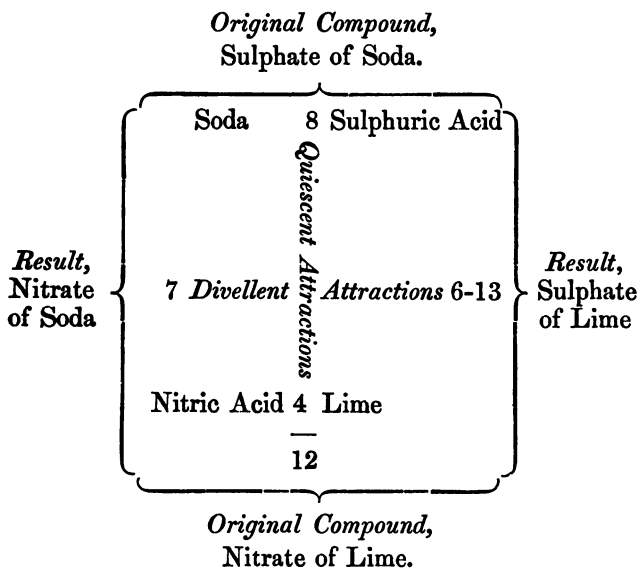 Original Compound,
Sulphate of Soda.
Soda 8 Sulphuric Acid
Quiescent Attractions
Result,
Nitrate
of Soda
7 Divellent Attractions 6-13
Result,
Sulphate
of Lime
Nitric Acid 4 Lime
12
Original Compound,
Nitrate of Lime.